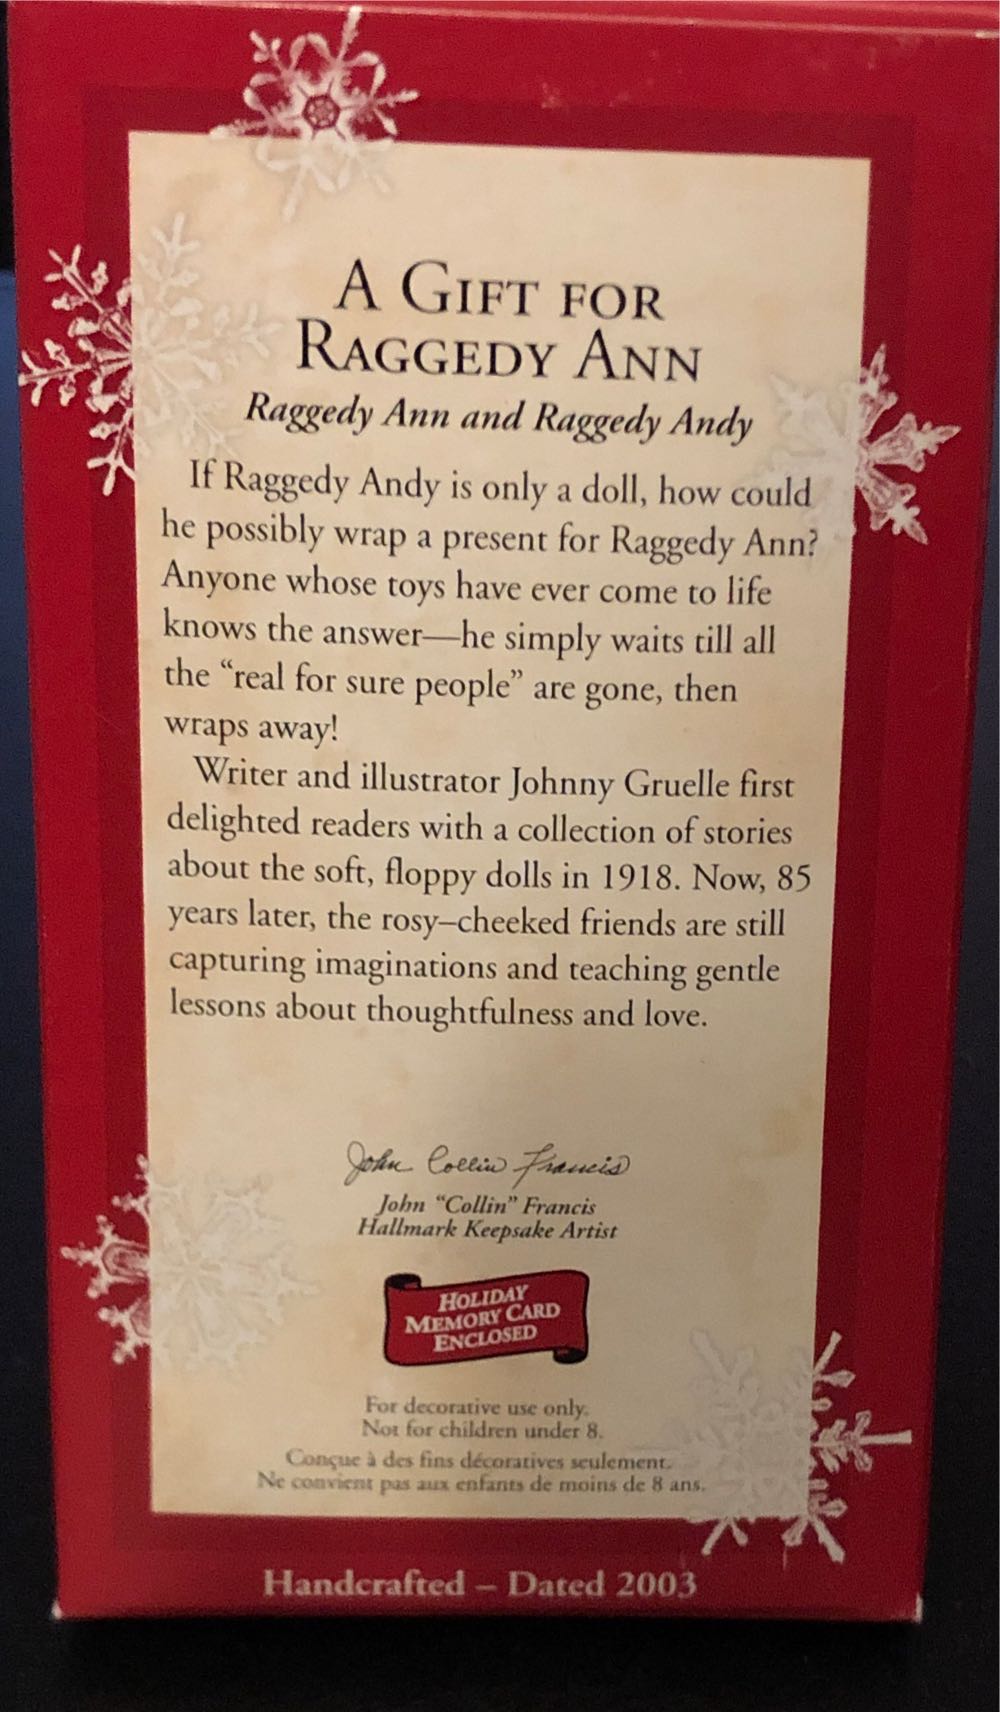 A Gift for
Raggedy Ann
Raggedy Ann and Raggedy Andy
If Raggedy Andy is only a doll, how could
he possibly wrap a present for Raggedy Ann?
Anyone whose toys have ever come to life
knows the answer—he simply waits till all
the “real for sure people” are gone, then
wraps away!
Writer and illustrator Johnny Gruelle first
delighted readers with a collection of stories
about the soft, floppy dolls in 1918. Now, 85
years later, the rosy–cheeked friends are still
capturing imaginations and teaching gentle
lessons about thoughtfulness and love.
John Collin Francis
John “Collin” Francis
Hallmark Keepsake Artist
HOLIDAY
MEMORY CARD
ENCLOSED
For decorative use only.
Not for children under 8.
Conçue à des fins décoratives seulement.
Ne convient pas aux enfants de moins de 8 ans.
Handcrafted – Dated 2003